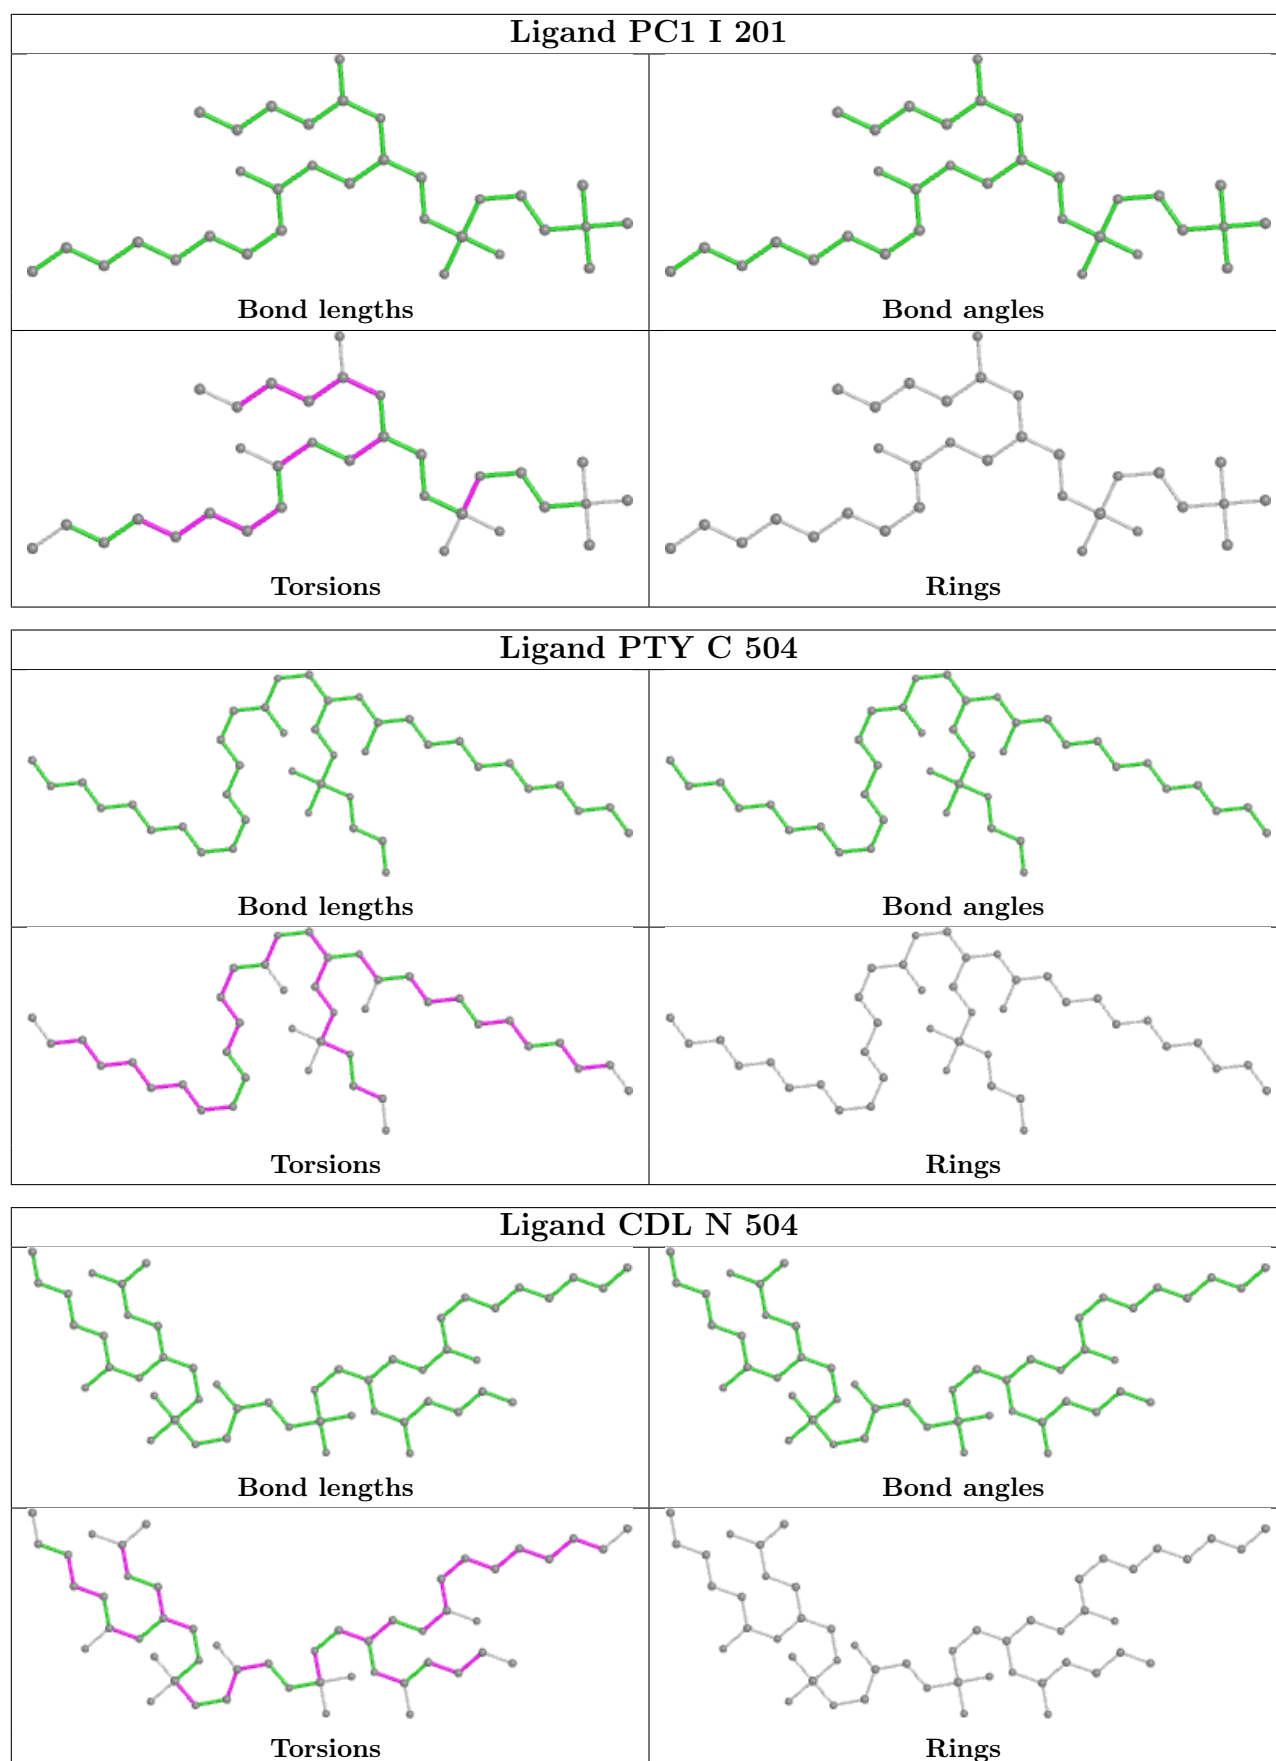 Ligand PC1 I 201
Bond lengths
Bond angles
Torsions
Rings
Ligand PTY C 504
Bond lengths
Bond angles
Torsions
Rings
Ligand CDL N 504
Bond lengths
Bond angles
Torsions
Rings